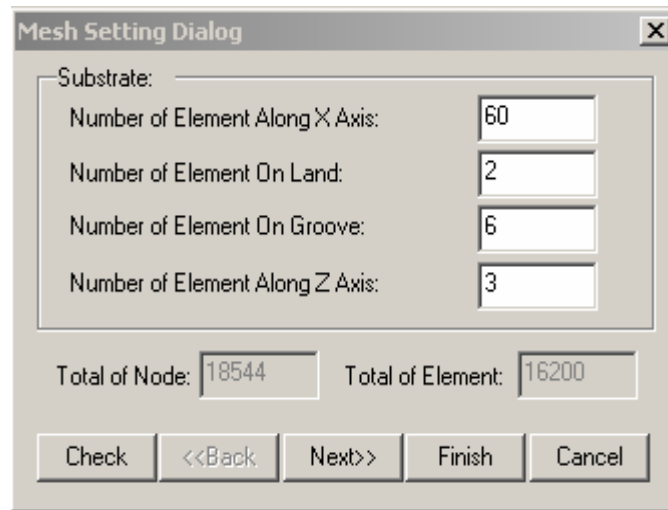 Mesh Setting Dialog
Substrate:
Number of Element Along X Axis: 60
Number of Element On Land: 2
Number of Element On Groove: 6
Number of Element Along Z Axis: 3
Total of Node: 18544 Total of Element: 16200
Check <<Back Next>> Finish Cancel